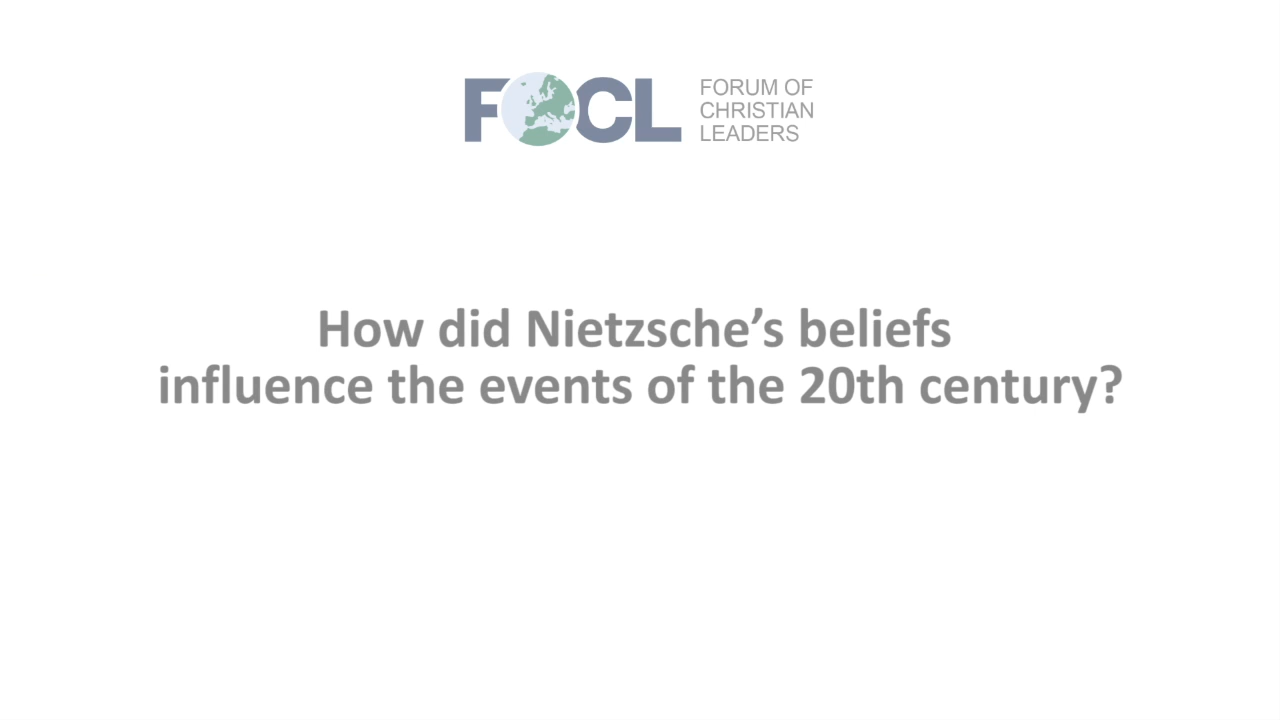 FOCL
FORUM OF
CHRISTIAN
LEADERS
How did Nietzsche’s beliefs
influence the events of the 20th century?